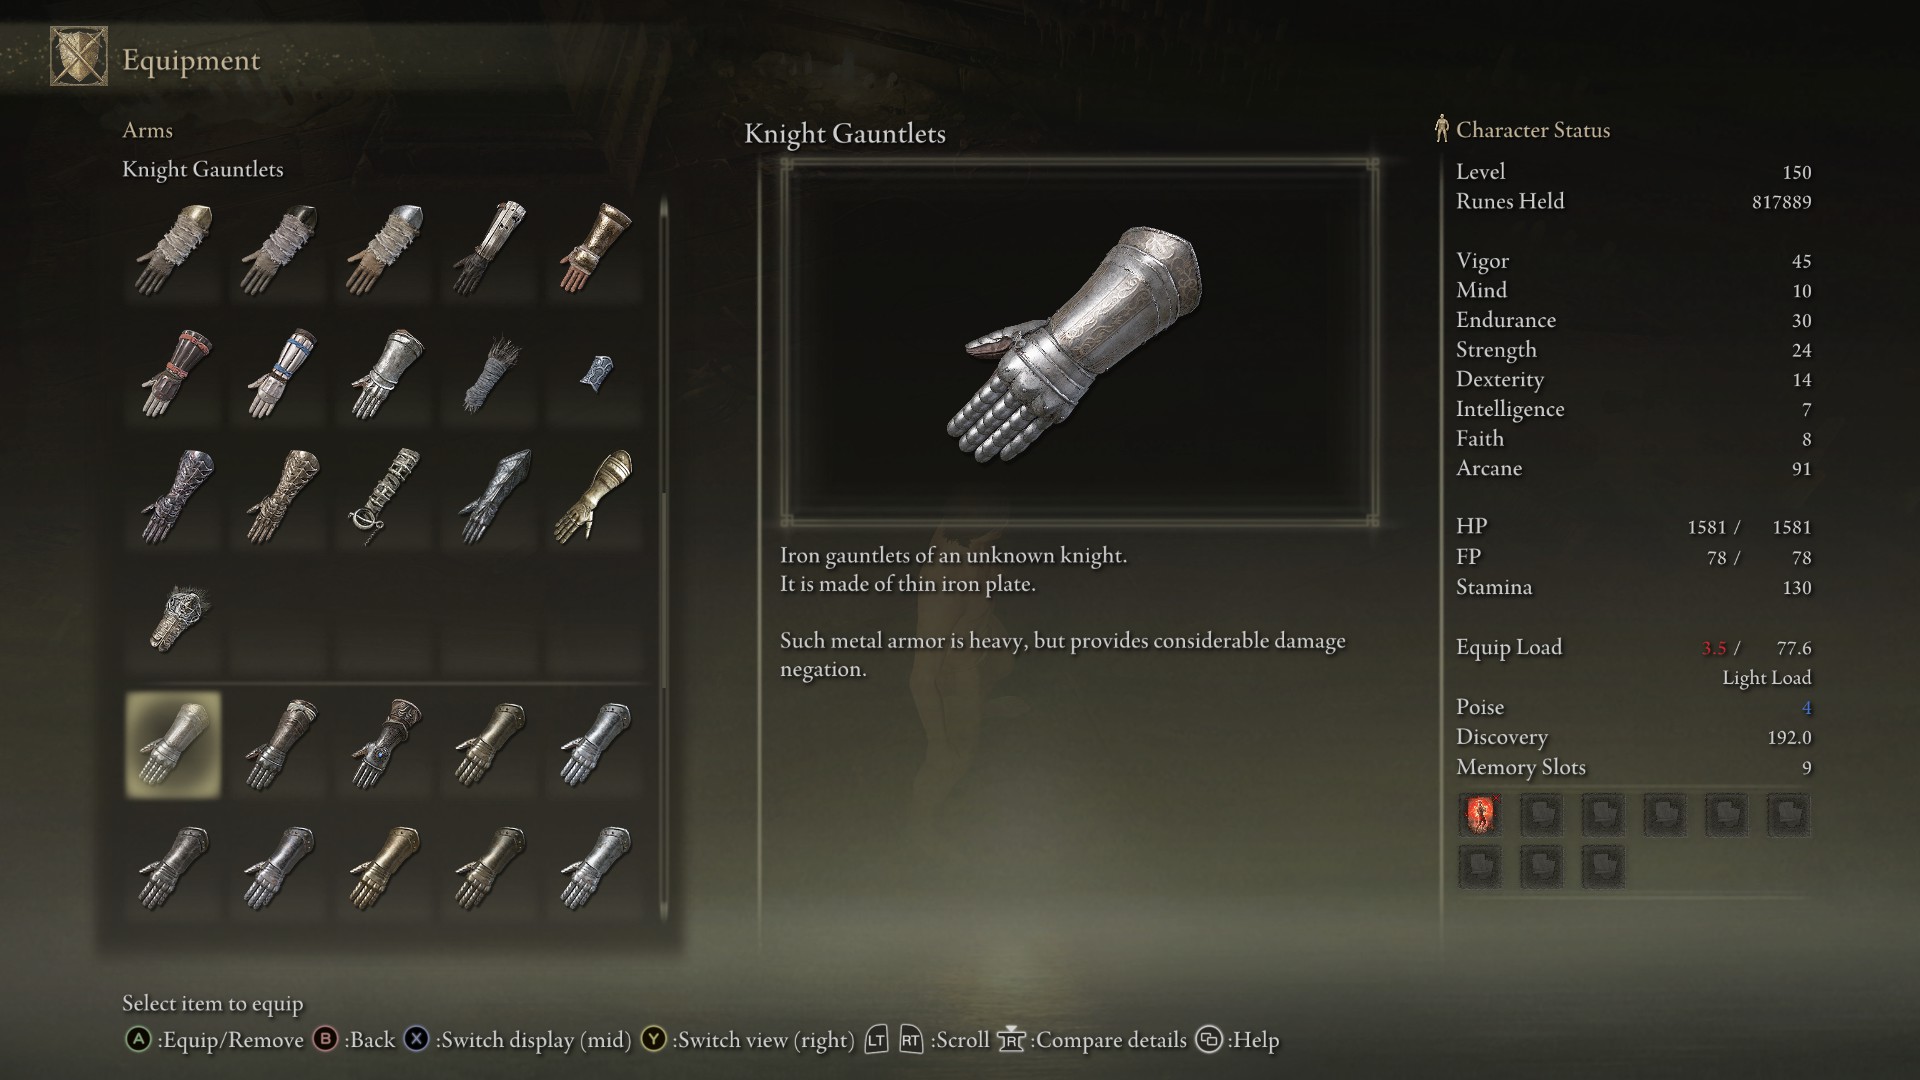 Equipment
Arms
Knight Gauntlets
Knight Gauntlets
Iron gauntlets of an unknown knight.
It is made of thin iron plate.
Such metal armor is heavy, but provides considerable damage
negation.
Character Status
Level 150
Runes Held 817889
Vigor 45
Mind 10
Endurance 30
Strength 24
Dexterity 14
Intelligence 7
Faith 8
Arcane 91
HP 1581 / 1581
FP 78 / 78
Stamina 130
Equip Load 3.5 / 77.6
Light Load
Poise 4
Discovery 192.0
Memory Slots 9
Select item to equip
A :Equip/Remove B :Back X :Switch display (mid) Y :Switch view (right) LT RT :Scroll R :Compare details :Help